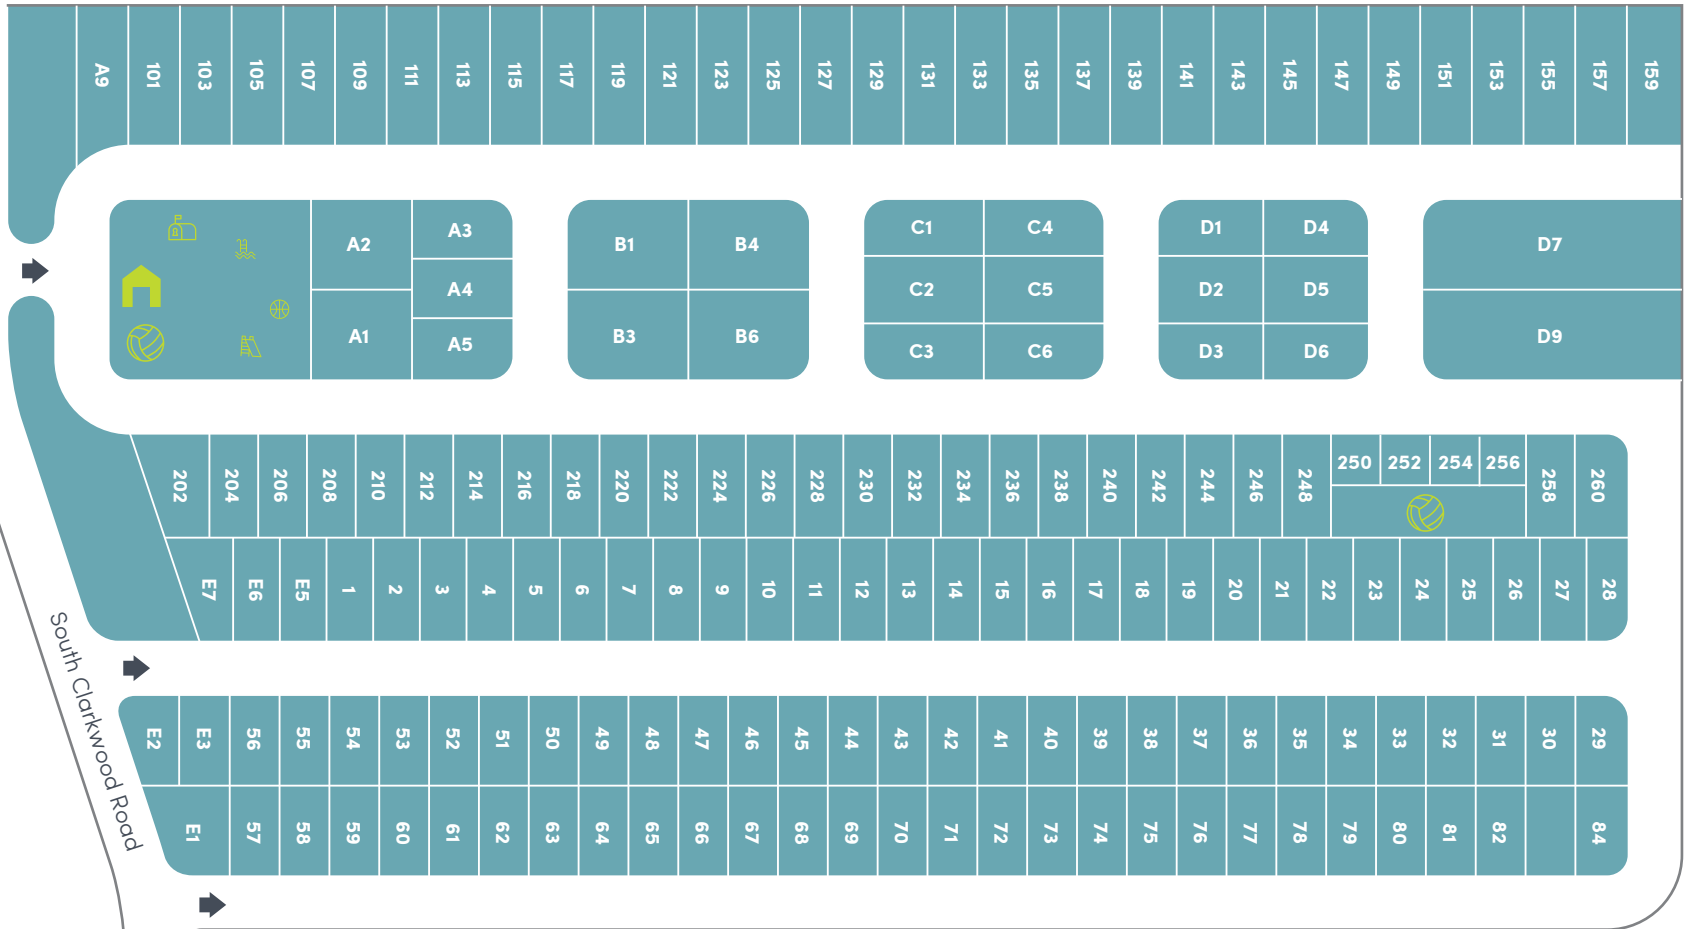 A9 101 103 105 107 109 111 113 115 117 119 121 123 125 127 129 131 133 135 137 139 141 143 145 147 149 151 153 155 157 159
A2 A3 B1 B4 C1 C4 D1 D4 D7
A4 C2 C5 D2 D5
A1 A5 B3 B6 C3 C6 D3 D6 D9
202 204 206 208 210 212 214 216 218 220 222 224 226 228 230 232 234 236 238 240 242 244 246 248 250 252 254 256 258 260
E7 E6 E5 1 2 3 4 5 6 7 8 9 10 11 12 13 14 15 16 17 18 19 20 21 22 23 24 25 26 27 28
South Clarkwood Road
E2 E3 56 55 54 53 52 51 50 49 48 47 46 45 44 43 42 41 40 39 38 37 36 35 34 33 32 31 30 29
E1 57 58 59 60 61 62 63 64 65 66 67 68 69 70 71 72 73 74 75 76 77 78 79 80 81 82 84